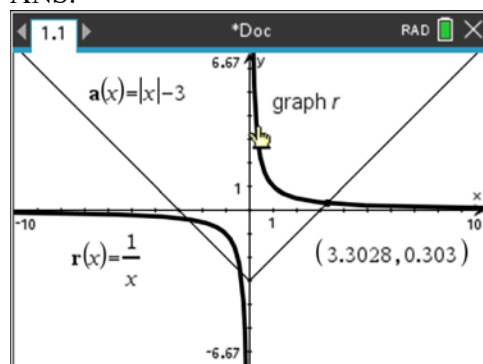 ANS:
1.1 *Doc RAD
6.67 y
a(x)=|x|-3
graph r
1
x
-10 1 10
r(x)=1/x
(3.3028,0.303)
-6.67